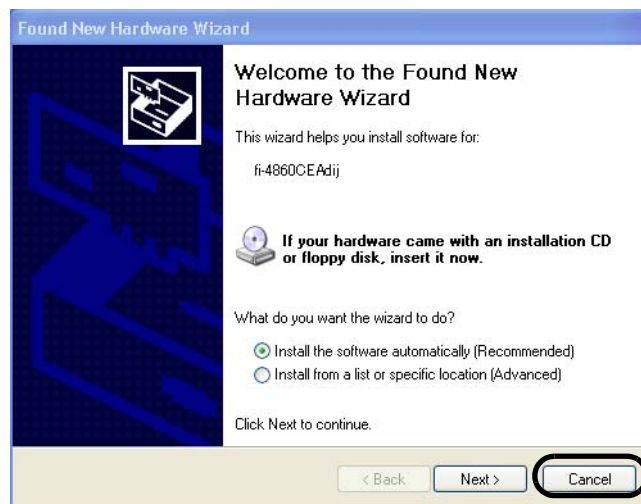 Found New Hardware Wizard
Welcome to the Found New
Hardware Wizard
This wizard helps you install software for:
fi-4860CEAdij
If your hardware came with an installation CD
or floppy disk, insert it now.
What do you want the wizard to do?
Install the software automatically (Recommended)
Install from a list or specific location (Advanced)
Click Next to continue.
< Back Next > Cancel